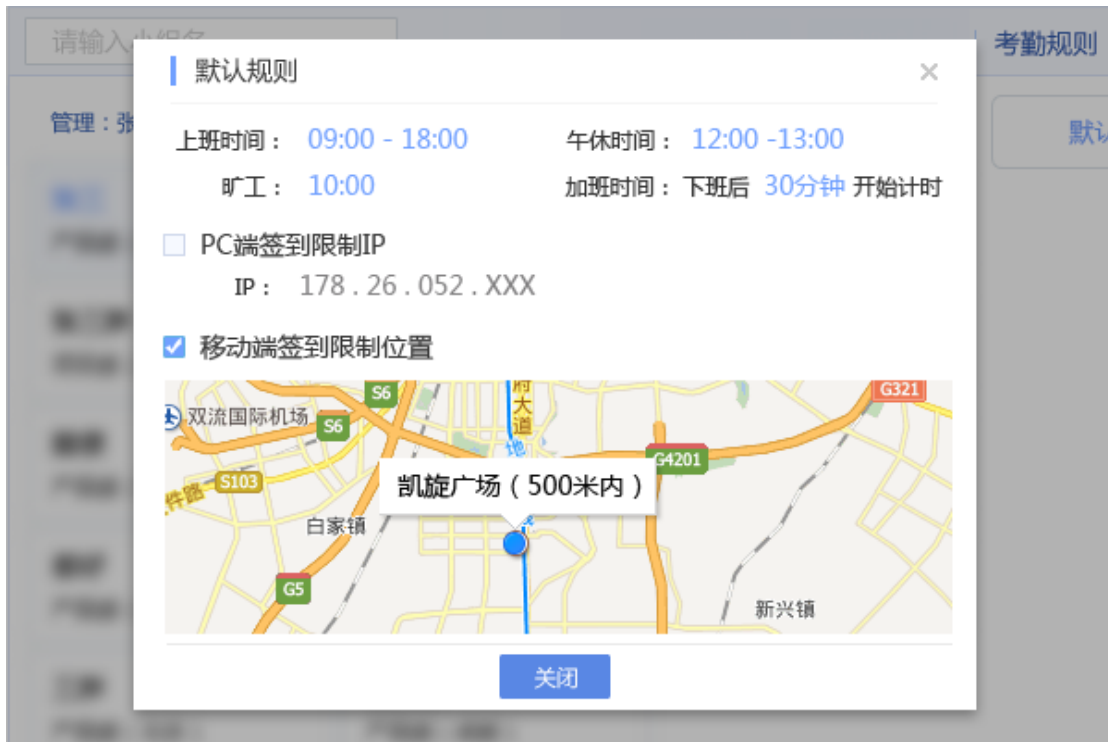 请输入小组名
考勤规则
默认规则
×
管理：张
默认
上班时间： 09:00 - 18:00 午休时间： 12:00 -13:00
旷工： 10:00 加班时间： 下班后 30分钟 开始计时
PC端签到限制IP
IP： 178 . 26 . 052 . XXX
移动端签到限制位置
S6
府大道
G321
双流国际机场
S6
地
G4201
S103
凯旋广场（500米内）
件路
白家镇
G5
新兴镇
关闭